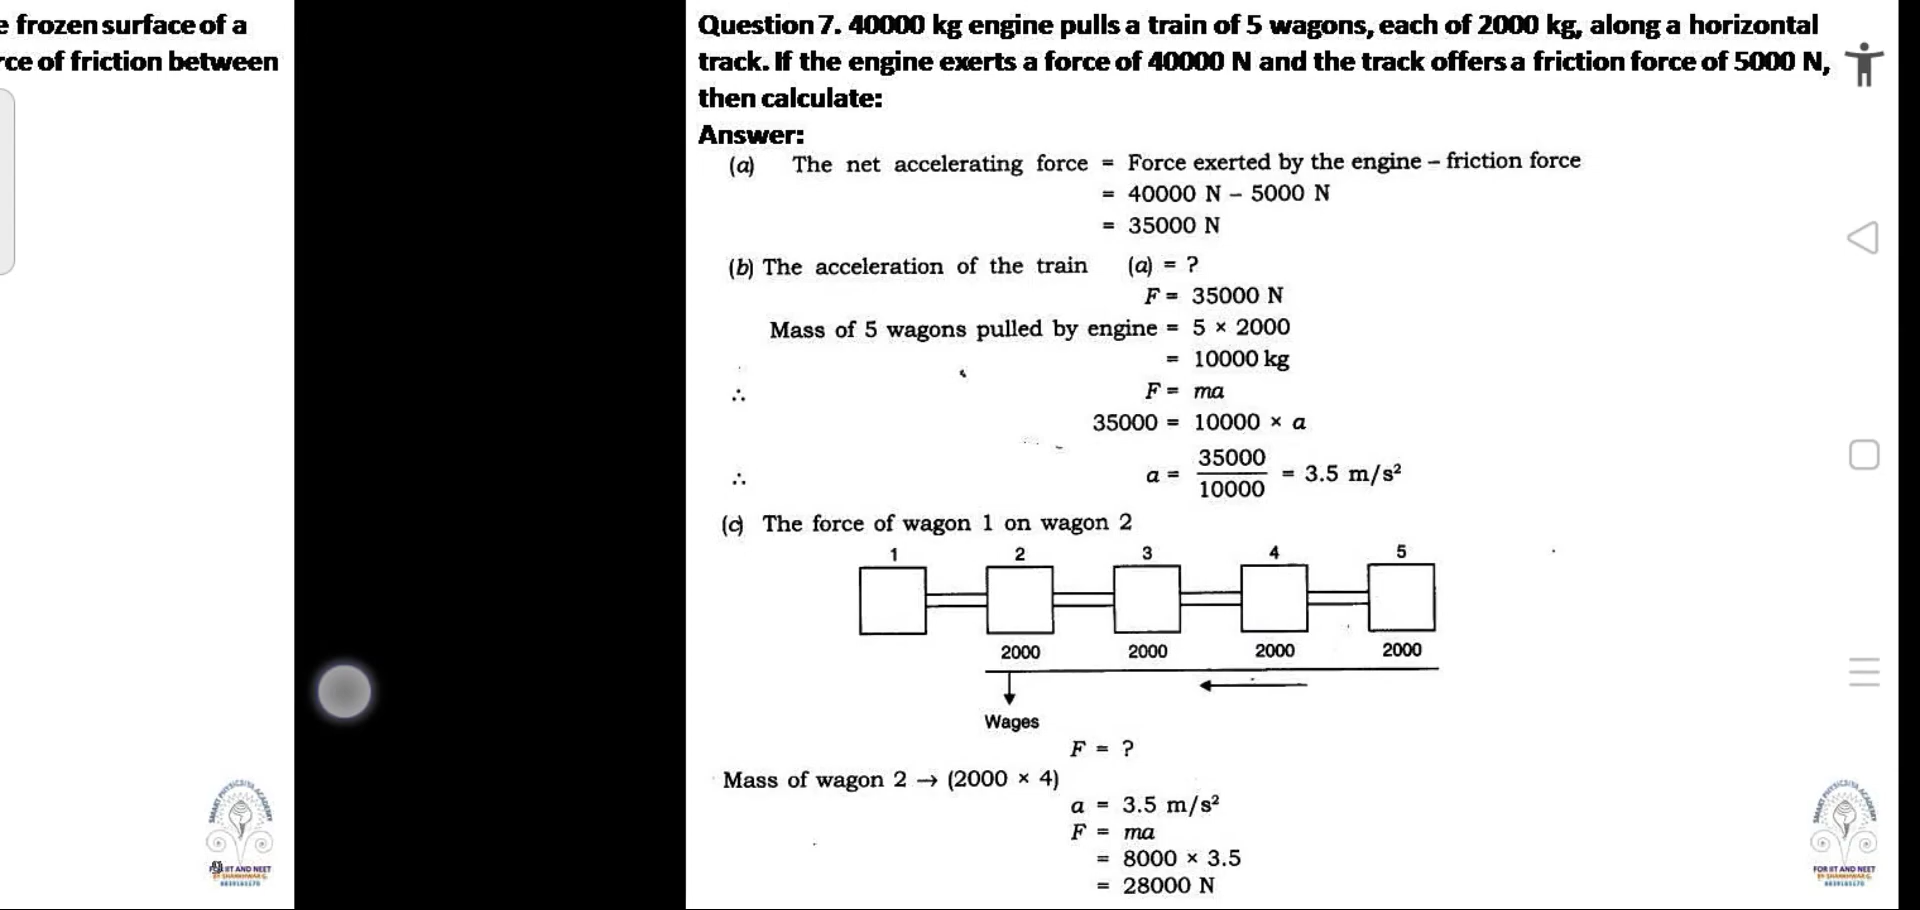 e frozen surface of a
rce of friction between
Question 7. 40000 kg engine pulls a train of 5 wagons, each of 2000 kg, along a horizontal
track. If the engine exerts a force of 40000 N and the track offers a friction force of 5000 N,
then calculate:
Answer:
(a) The net accelerating force = Force exerted by the engine – friction force
= 40000 N – 5000 N
= 35000 N
(b) The acceleration of the train (a) = ?
F = 35000 N
Mass of 5 wagons pulled by engine = 5 × 2000
= 10000 kg
∴ F = ma
35000 = 10000 × a
∴ a = 35000/10000 = 3.5 m/s²
(c) The force of wagon 1 on wagon 2
1 2 3 4 5
2000 2000 2000 2000
Wages
F = ?
Mass of wagon 2 → (2000 × 4)
a = 3.5 m/s²
F = ma
= 8000 × 3.5
= 28000 N
FOR IIT AND NEET